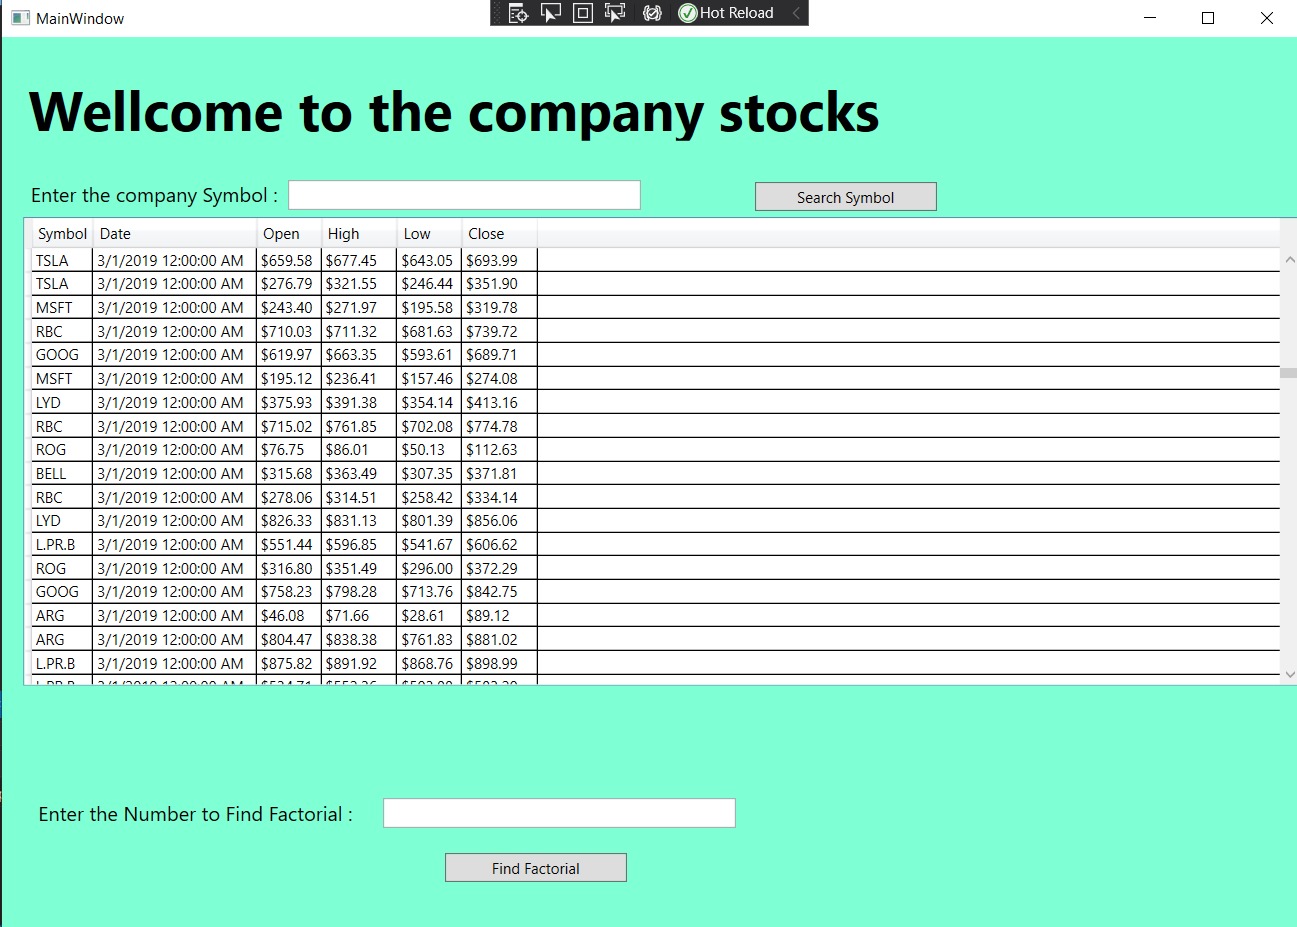 MainWindow
Hot Reload
Wellcome to the company stocks
Enter the company Symbol :
Search Symbol
Symbol Date Open High Low Close
TSLA 3/1/2019 12:00:00 AM $659.58 $677.45 $643.05 $693.99
TSLA 3/1/2019 12:00:00 AM $276.79 $321.55 $246.44 $351.90
MSFT 3/1/2019 12:00:00 AM $243.40 $271.97 $195.58 $319.78
RBC 3/1/2019 12:00:00 AM $710.03 $711.32 $681.63 $739.72
GOOG 3/1/2019 12:00:00 AM $619.97 $663.35 $593.61 $689.71
MSFT 3/1/2019 12:00:00 AM $195.12 $236.41 $157.46 $274.08
LYD 3/1/2019 12:00:00 AM $375.93 $391.38 $354.14 $413.16
RBC 3/1/2019 12:00:00 AM $715.02 $761.85 $702.08 $774.78
ROG 3/1/2019 12:00:00 AM $76.75 $86.01 $50.13 $112.63
BELL 3/1/2019 12:00:00 AM $315.68 $363.49 $307.35 $371.81
RBC 3/1/2019 12:00:00 AM $278.06 $314.51 $258.42 $334.14
LYD 3/1/2019 12:00:00 AM $826.33 $831.13 $801.39 $856.06
L.PR.B 3/1/2019 12:00:00 AM $551.44 $596.85 $541.67 $606.62
ROG 3/1/2019 12:00:00 AM $316.80 $351.49 $296.00 $372.29
GOOG 3/1/2019 12:00:00 AM $758.23 $798.28 $713.76 $842.75
ARG 3/1/2019 12:00:00 AM $46.08 $71.66 $28.61 $89.12
ARG 3/1/2019 12:00:00 AM $804.47 $838.38 $761.83 $881.02
L.PR.B 3/1/2019 12:00:00 AM $875.82 $891.92 $868.76 $898.99
Enter the Number to Find Factorial :
Find Factorial